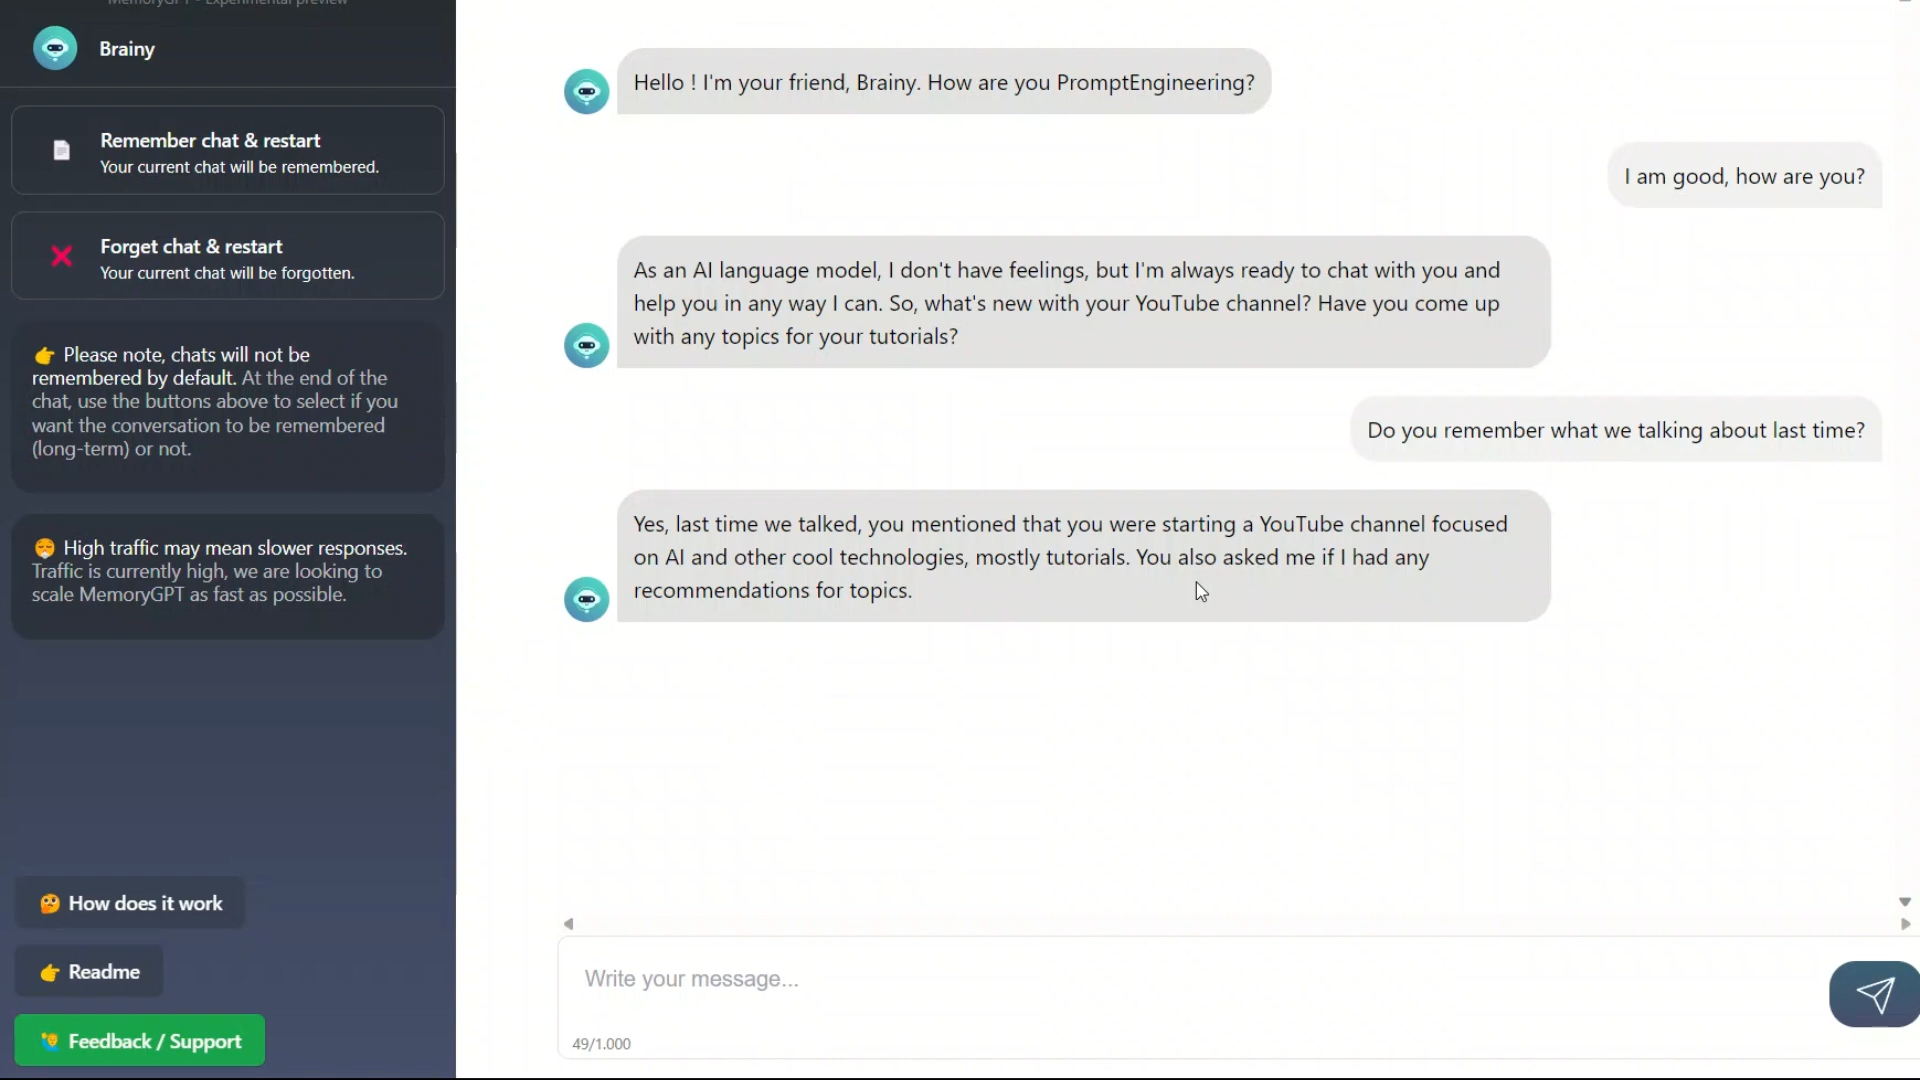 MemoryGPT - Experimental preview
Brainy
Remember chat & restart
Your current chat will be remembered.
Forget chat & restart
Your current chat will be forgotten.
👉 Please note, chats will not be
remembered by default. At the end of the
chat, use the buttons above to select if you
want the conversation to be remembered
(long-term) or not.
High traffic may mean slower responses.
Traffic is currently high, we are looking to
scale MemoryGPT as fast as possible.
How does it work
👉 Readme
Feedback / Support
Hello ! I'm your friend, Brainy. How are you PromptEngineering?
I am good, how are you?
As an AI language model, I don't have feelings, but I'm always ready to chat with you and
help you in any way I can. So, what's new with your YouTube channel? Have you come up
with any topics for your tutorials?
Do you remember what we talking about last time?
Yes, last time we talked, you mentioned that you were starting a YouTube channel focused
on AI and other cool technologies, mostly tutorials. You also asked me if I had any
recommendations for topics.
Write your message...
49/1.000